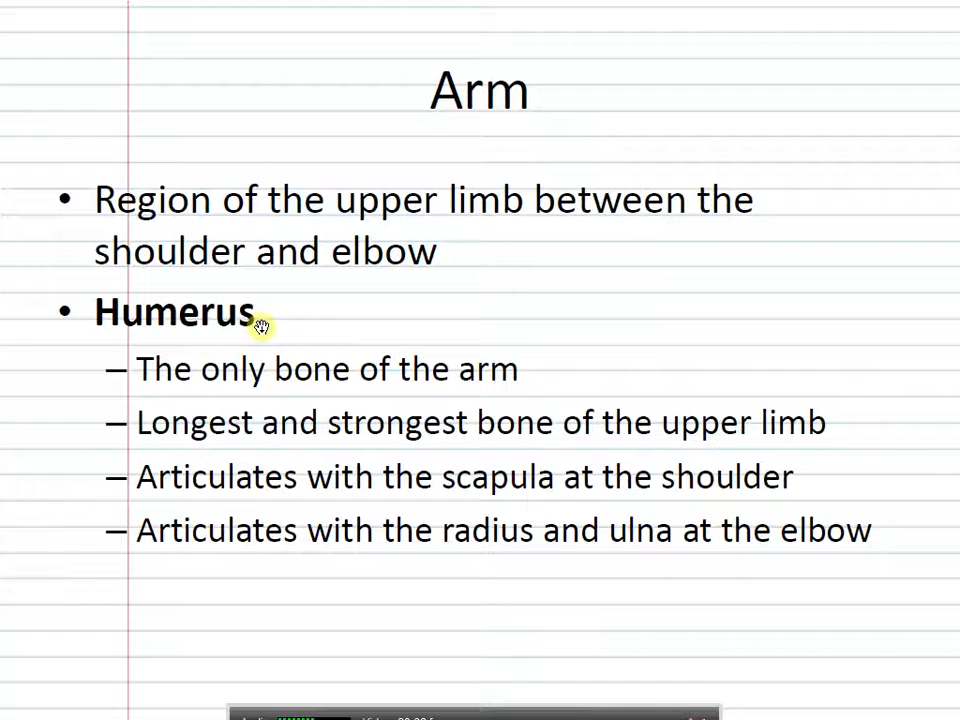 Arm
• Region of the upper limb between the
shoulder and elbow
• Humerus
– The only bone of the arm
– Longest and strongest bone of the upper limb
– Articulates with the scapula at the shoulder
– Articulates with the radius and ulna at the elbow